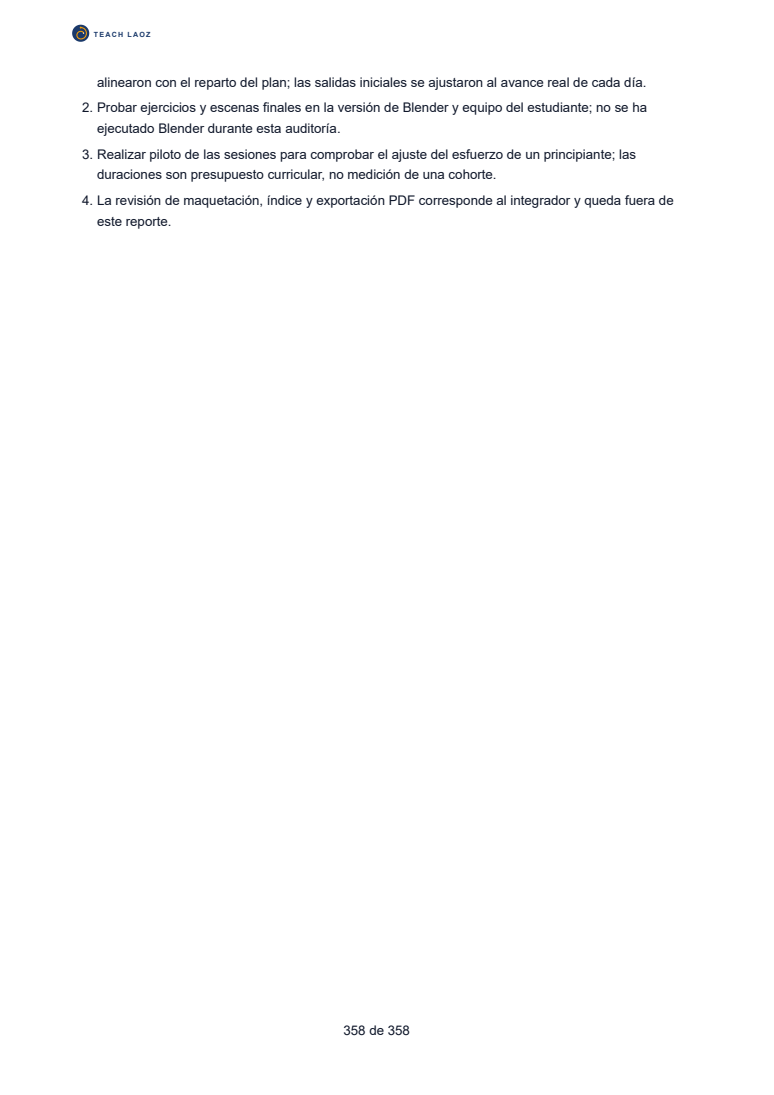 TEACH LAOZ
alinearon con el reparto del plan; las salidas iniciales se ajustaron al avance real de cada día.
2. Probar ejercicios y escenas finales en la versión de Blender y equipo del estudiante; no se ha
ejecutado Blender durante esta auditoría.
3. Realizar piloto de las sesiones para comprobar el ajuste del esfuerzo de un principiante; las
duraciones son presupuesto curricular, no medición de una cohorte.
4. La revisión de maquetación, índice y exportación PDF corresponde al integrador y queda fuera de
este reporte.
358 de 358